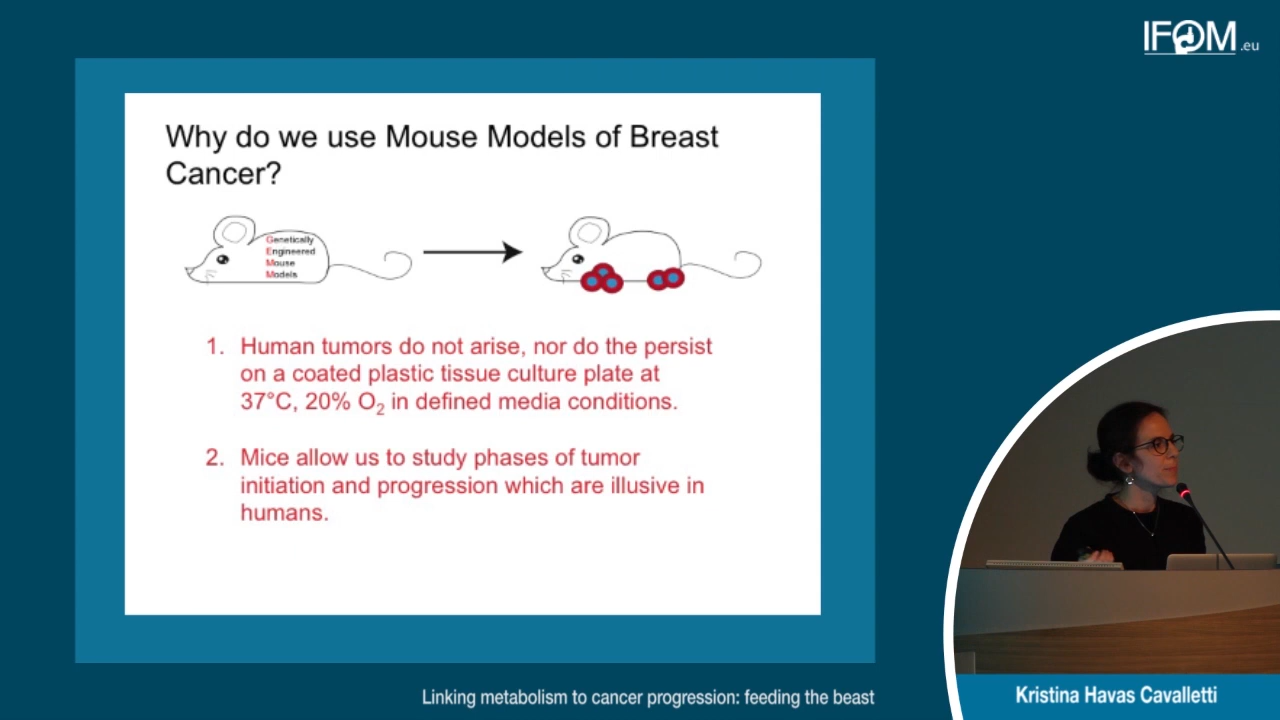 IFOM.eu
Why do we use Mouse Models of Breast
Cancer?
Genetically
Engineered
Mouse
Models
1. Human tumors do not arise, nor do the persist
on a coated plastic tissue culture plate at
37°C, 20% O₂ in defined media conditions.
2. Mice allow us to study phases of tumor
initiation and progression which are illusive in
humans.
Linking metabolism to cancer progression: feeding the beast
Kristina Havas Cavalletti